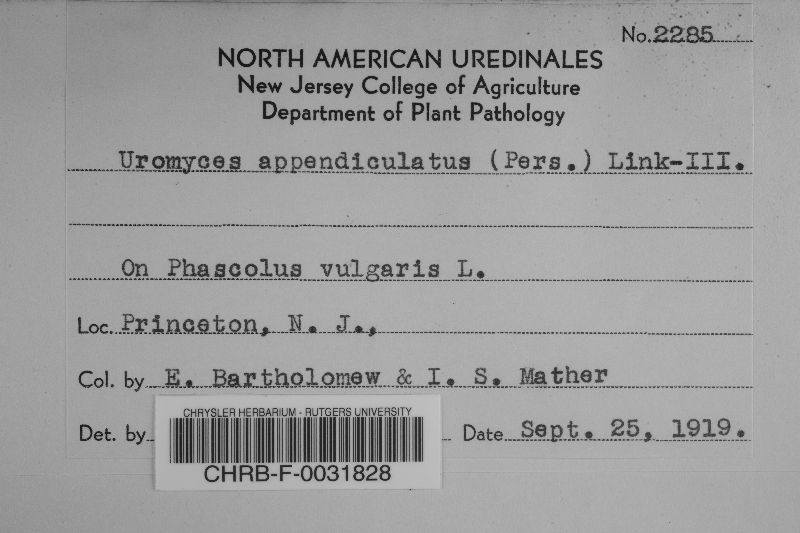 No. 2285
NORTH AMERICAN UREDINALES
New Jersey College of Agriculture
Department of Plant Pathology
Uromyces appendiculatus (Pers.) Link-III.
On Phaseolus vulgaris L.
Loc. Princeton, N. J.,
Col. by E. Bartholomew & I. S. Mather
Det. by
Date Sept. 25, 1919.
CHRYSLER HERBARIUM - RUTGERS UNIVERSITY
CHRB-F-0031828